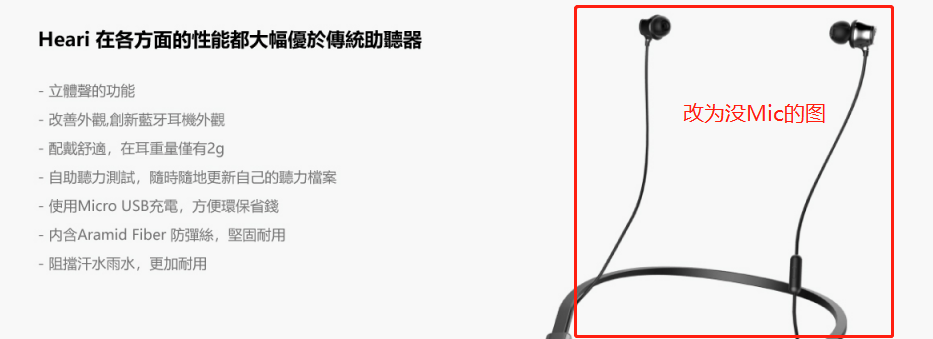 Heari 在各方面的性能都大幅優於傳統助聽器
- 立體聲的功能
- 改善外觀,創新藍牙耳機外觀
- 配戴舒適，在耳重量僅有2g
- 自助聽力測試，隨時隨地更新自己的聽力檔案
- 使用Micro USB充電，方便環保省錢
- 内含Aramid Fiber 防彈絲，堅固耐用
- 阻擋汗水雨水，更加耐用
改为没Mic的图